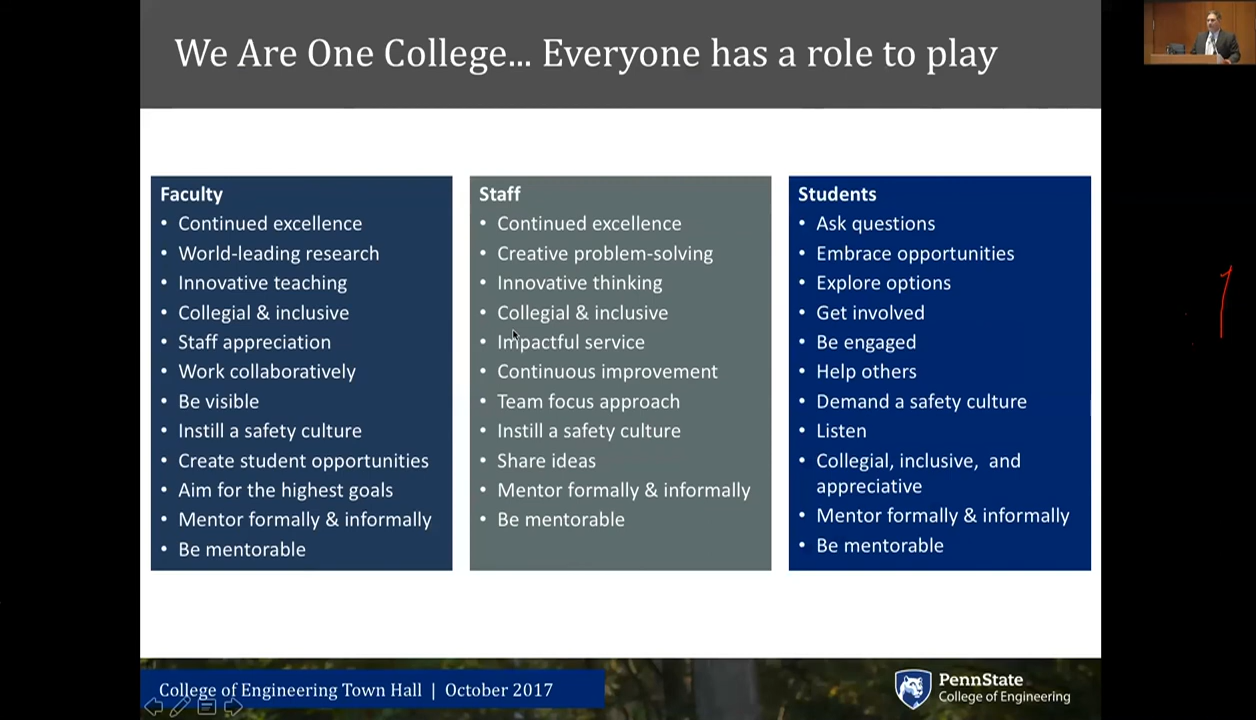 We Are One College... Everyone has a role to play
Faculty
• Continued excellence
• World-leading research
• Innovative teaching
• Collegial & inclusive
• Staff appreciation
• Work collaboratively
• Be visible
• Instill a safety culture
• Create student opportunities
• Aim for the highest goals
• Mentor formally & informally
• Be mentorable
Staff
• Continued excellence
• Creative problem-solving
• Innovative thinking
• Collegial & inclusive
• Impactful service
• Continuous improvement
• Team focus approach
• Instill a safety culture
• Share ideas
• Mentor formally & informally
• Be mentorable
Students
• Ask questions
• Embrace opportunities
• Explore options
• Get involved
• Be engaged
• Help others
• Demand a safety culture
• Listen
• Collegial, inclusive, and
appreciative
• Mentor formally & informally
• Be mentorable
1
College of Engineering Town Hall | October 2017
PennState
College of Engineering